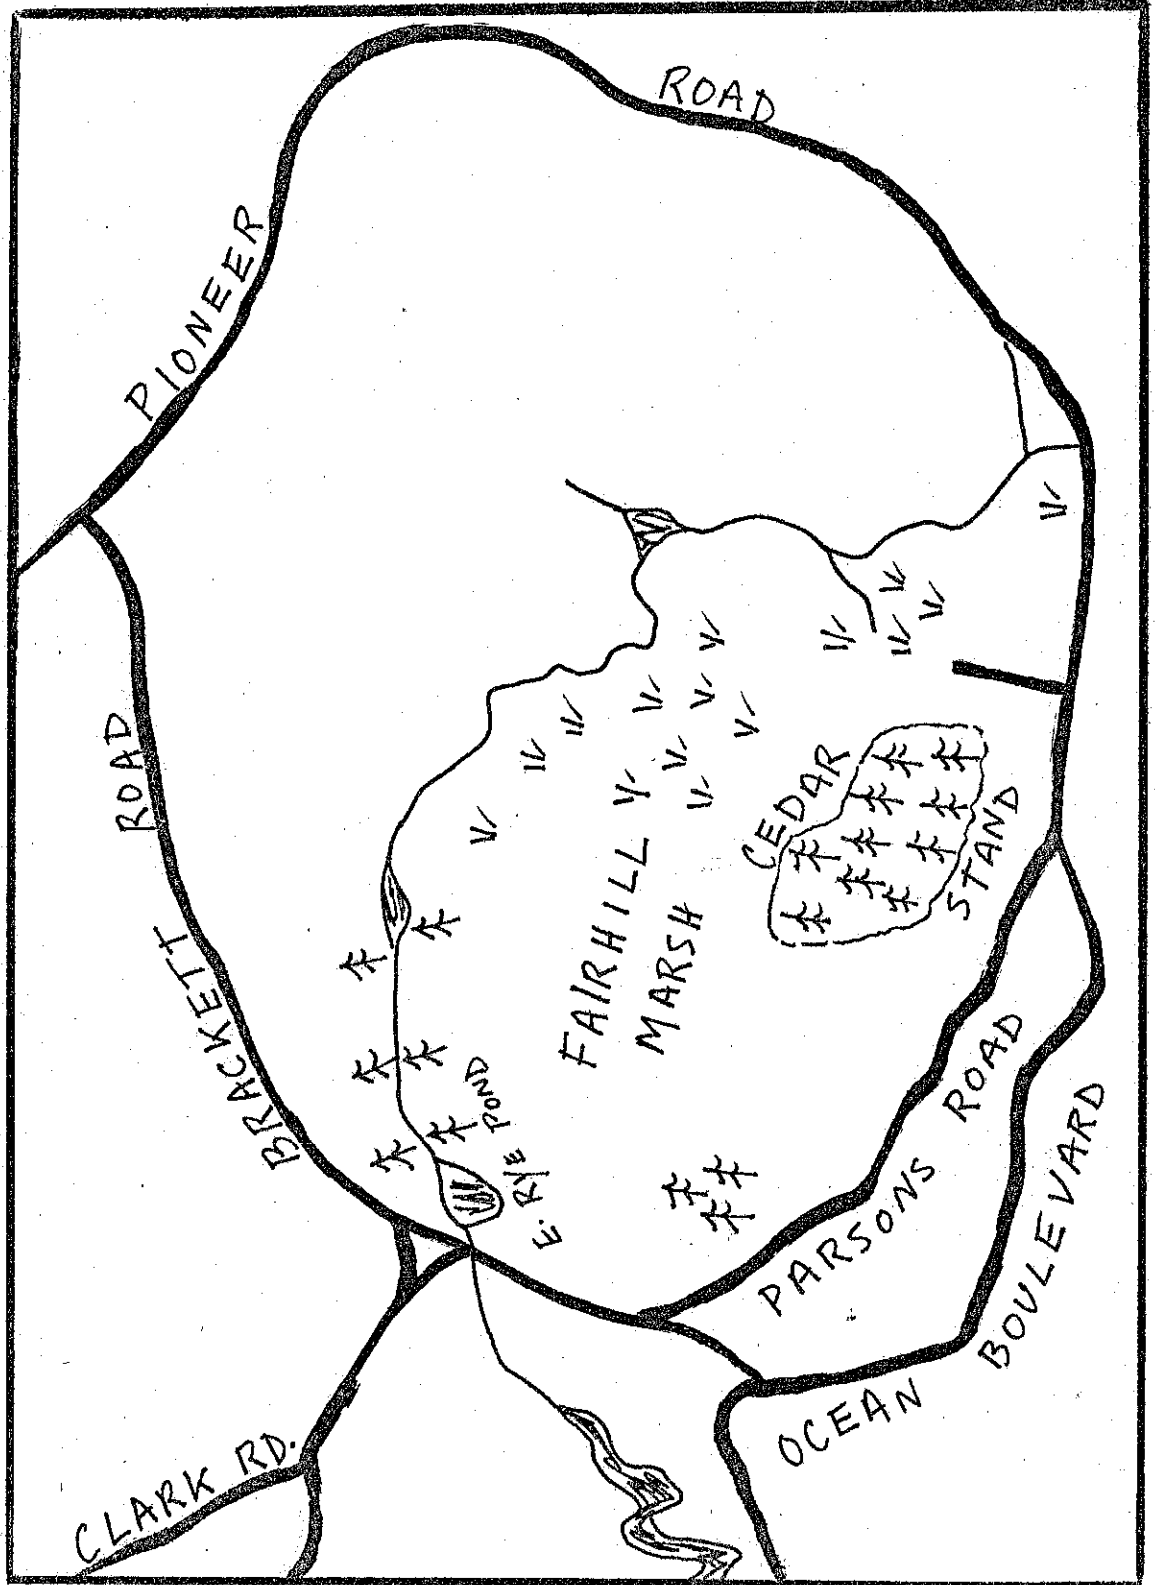 PIONEER ROAD
BRACKETT ROAD
FAIRHILL
MARSH
CEDAR
STAND
E. RYE POND
PARSONS ROAD
OCEAN BOULEVARD
CLARK RD.